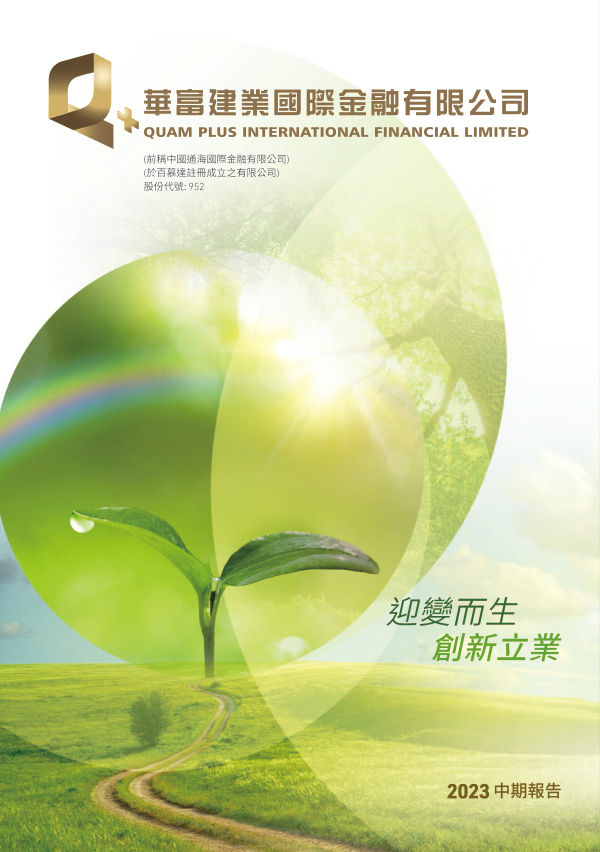 華富建業國際金融有限公司
QUAM PLUS INTERNATIONAL FINANCIAL LIMITED
(前稱中國通海國際金融有限公司)
(於百慕達註冊成立之有限公司)
股份代號: 952
迎變而生
創新立業
2023 中期報告